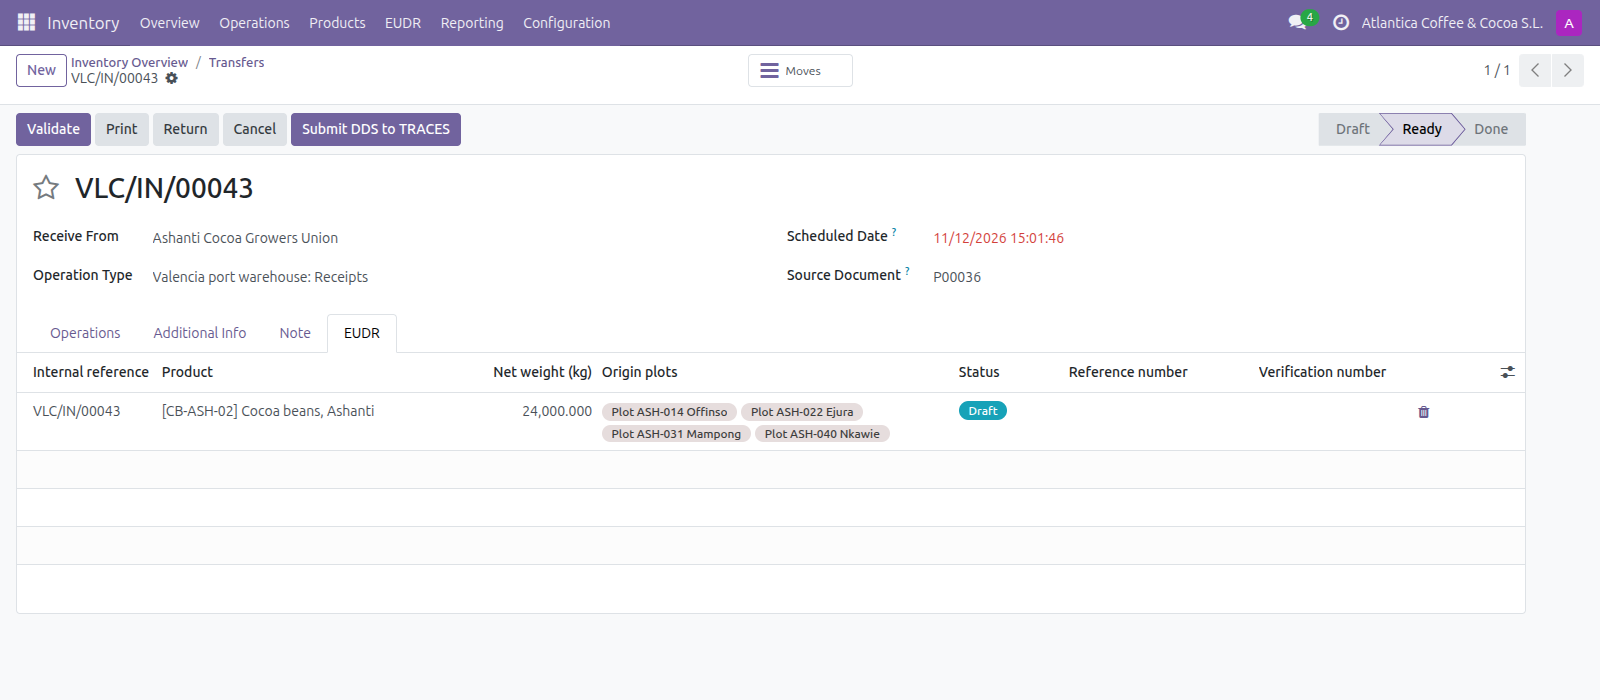 Inventory Overview Operations Products EUDR Reporting Configuration 4 Atlantica Coffee & Cocoa S.L. A
New Inventory Overview / Transfers
VLC/IN/00043
Moves
1 / 1
Validate Print Return Cancel Submit DDS to TRACES Draft Ready Done
VLC/IN/00043
Receive From Ashanti Cocoa Growers Union Scheduled Date ? 11/12/2026 15:01:46
Operation Type Valencia port warehouse: Receipts Source Document ? P00036
Operations Additional Info Note EUDR
Internal reference Product Net weight (kg) Origin plots Status Reference number Verification number
VLC/IN/00043 [CB-ASH-02] Cocoa beans, Ashanti 24,000.000 Plot ASH-014 Offinso Plot ASH-022 Ejura Draft
Plot ASH-031 Mampong Plot ASH-040 Nkawie